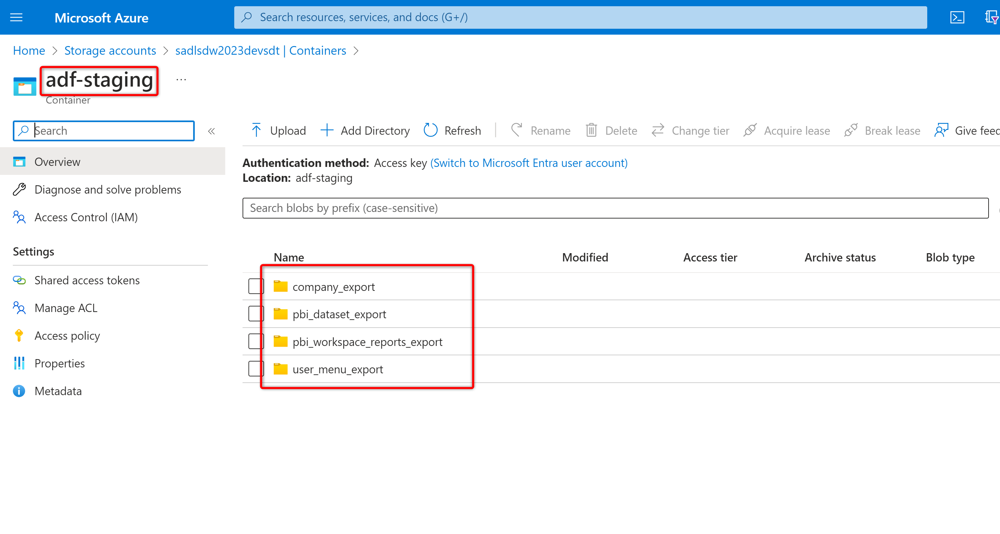 Microsoft Azure
Search resources, services, and docs (G+/)
Home > Storage accounts > sadlsdw2023devsdt | Containers >
adf-staging ...
Container
Search
«
Upload
Add Directory
Refresh
Rename
Delete
Change tier
Acquire lease
Break lease
Give feed
Overview
Diagnose and solve problems
Access Control (IAM)
Settings
Shared access tokens
Manage ACL
Access policy
Properties
Metadata
Authentication method: Access key (Switch to Microsoft Entra user account)
Location: adf-staging
Search blobs by prefix (case-sensitive)
Name Modified Access tier Archive status Blob type
company_export
pbi_dataset_export
pbi_workspace_reports_export
user_menu_export